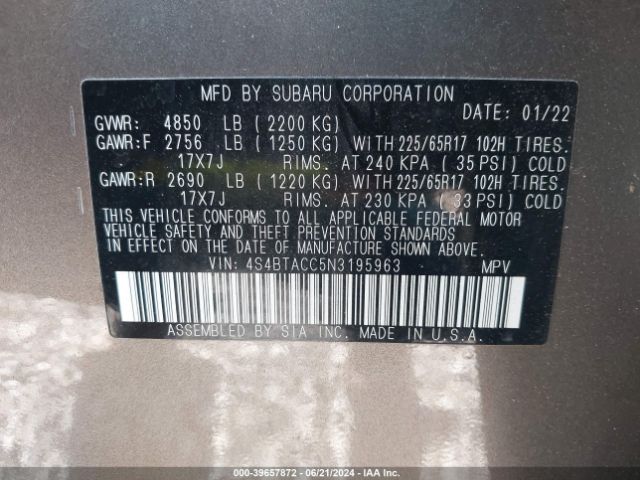 MFD BY SUBARU CORPORATION
DATE: 01/22
GVWR: 4850 LB (2200 KG)
GAWR:F 2756 LB (1250 KG) WITH 225/65R17 102H TIRES.
17X7J RIMS. AT 240 KPA (35 PSI) COLD
GAWR:R 2690 LB (1220 KG) WITH 225/65R17 102H TIRES.
17X7J RIMS. AT 230 KPA (33 PSI) COLD
THIS VEHICLE CONFORMS TO ALL APPLICABLE FEDERAL MOTOR
VEHICLE SAFETY AND THEFT PREVENTION STANDARDS
IN EFFECT ON THE DATE OF MANUFACTURE SHOWN ABOVE.
VIN: 4S4BTACC5N3195963 MPV
ASSEMBLED BY SIA INC. MADE IN U.S.A.
000-39657872 - 06/21/2024 - IAA Inc.